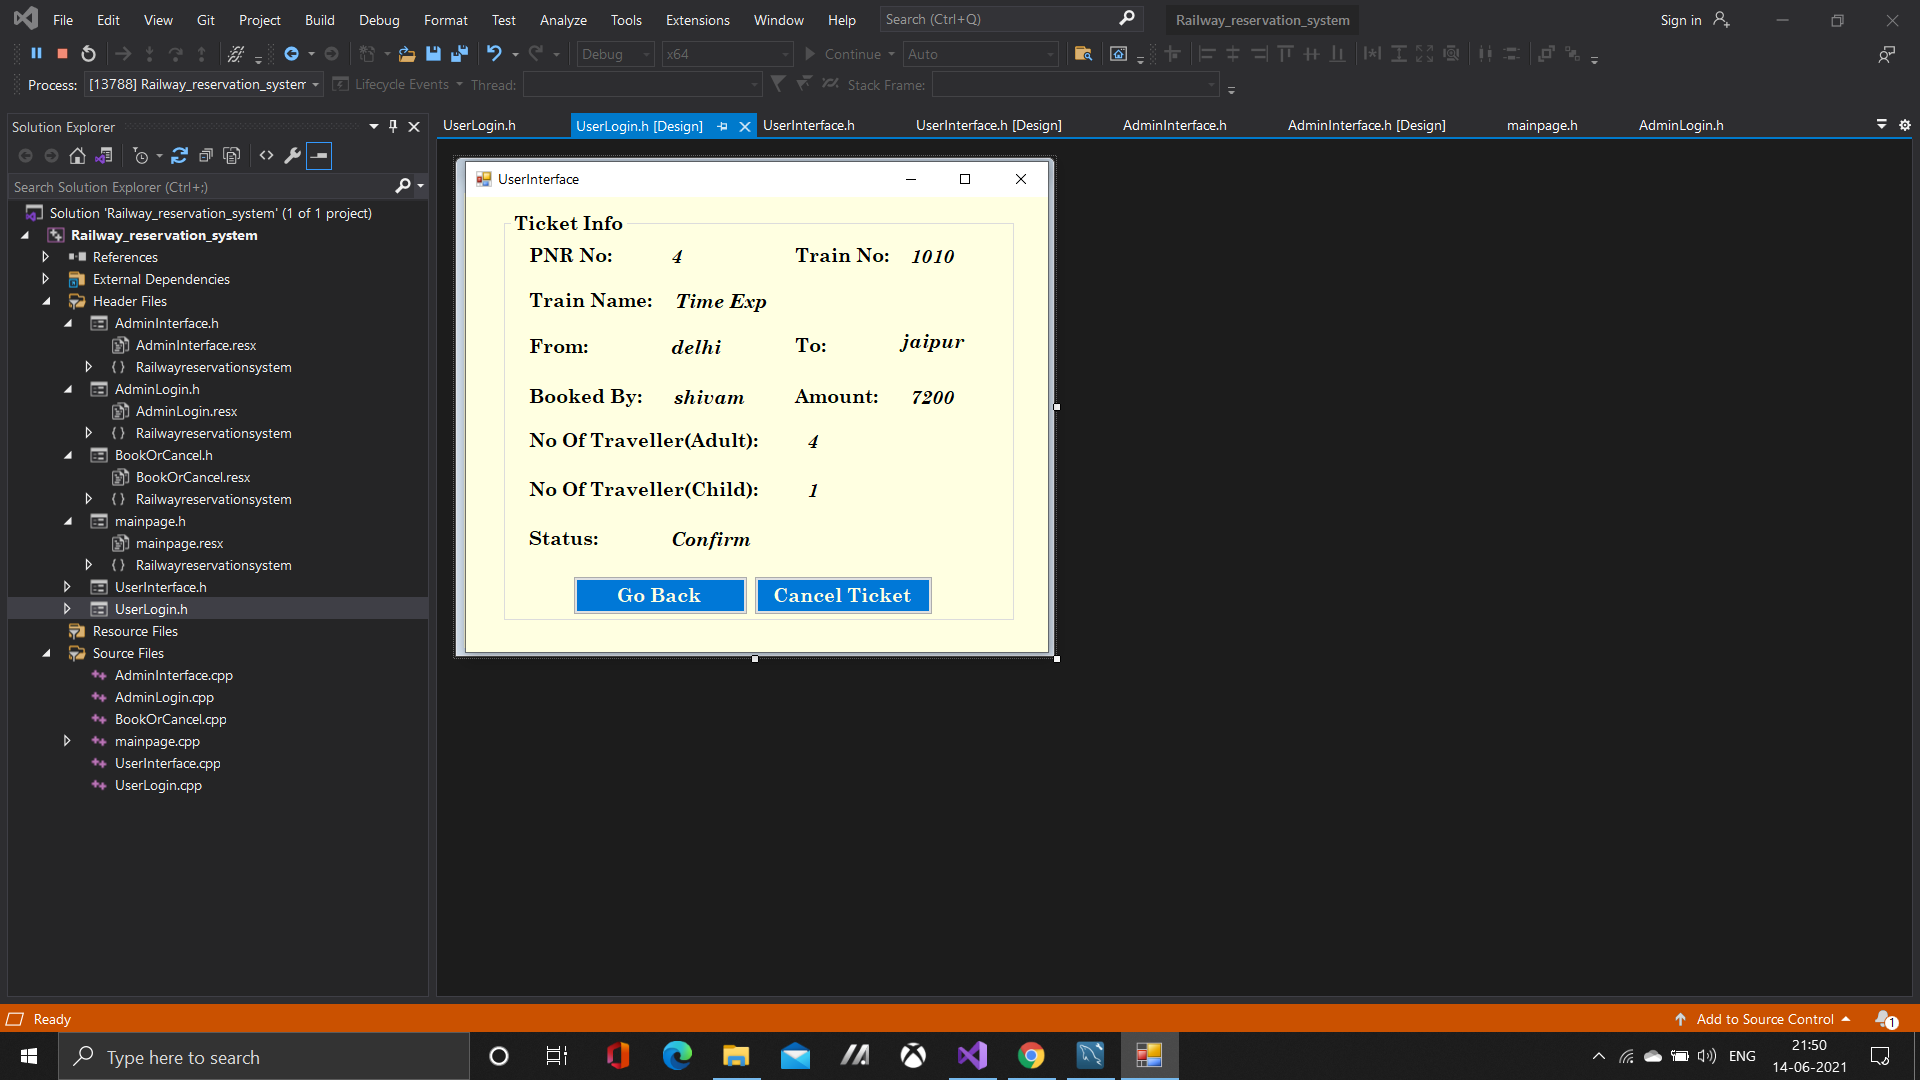 File Edit View Git Project Build Debug Format Test Analyze Tools Extensions Window Help Search (Ctrl+Q) Railway_reservation_system Sign in
Debug x64 Continue Auto
Process: [13788] Railway_reservation_system Lifecycle Events Thread: Stack Frame:
Solution Explorer
UserLogin.h UserLogin.h [Design] UserInterface.h UserInterface.h [Design] AdminInterface.h AdminInterface.h [Design] mainpage.h AdminLogin.h
Search Solution Explorer (Ctrl+;)
Solution 'Railway_reservation_system' (1 of 1 project)
Railway_reservation_system
References
External Dependencies
Header Files
AdminInterface.h
AdminInterface.resx
Railwayreservationsystem
AdminLogin.h
AdminLogin.resx
Railwayreservationsystem
BookOrCancel.h
BookOrCancel.resx
Railwayreservationsystem
mainpage.h
mainpage.resx
Railwayreservationsystem
UserInterface.h
UserLogin.h
Resource Files
Source Files
AdminInterface.cpp
AdminLogin.cpp
BookOrCancel.cpp
mainpage.cpp
UserInterface.cpp
UserLogin.cpp
UserInterface
Ticket Info
PNR No: 4 Train No: 1010
Train Name: Time Exp
From: delhi To: jaipur
Booked By: shivam Amount: 7200
No Of Traveller(Adult): 4
No Of Traveller(Child): 1
Status: Confirm
Go Back Cancel Ticket
Ready Add to Source Control 1
Type here to search ENG 21:50
14-06-2021